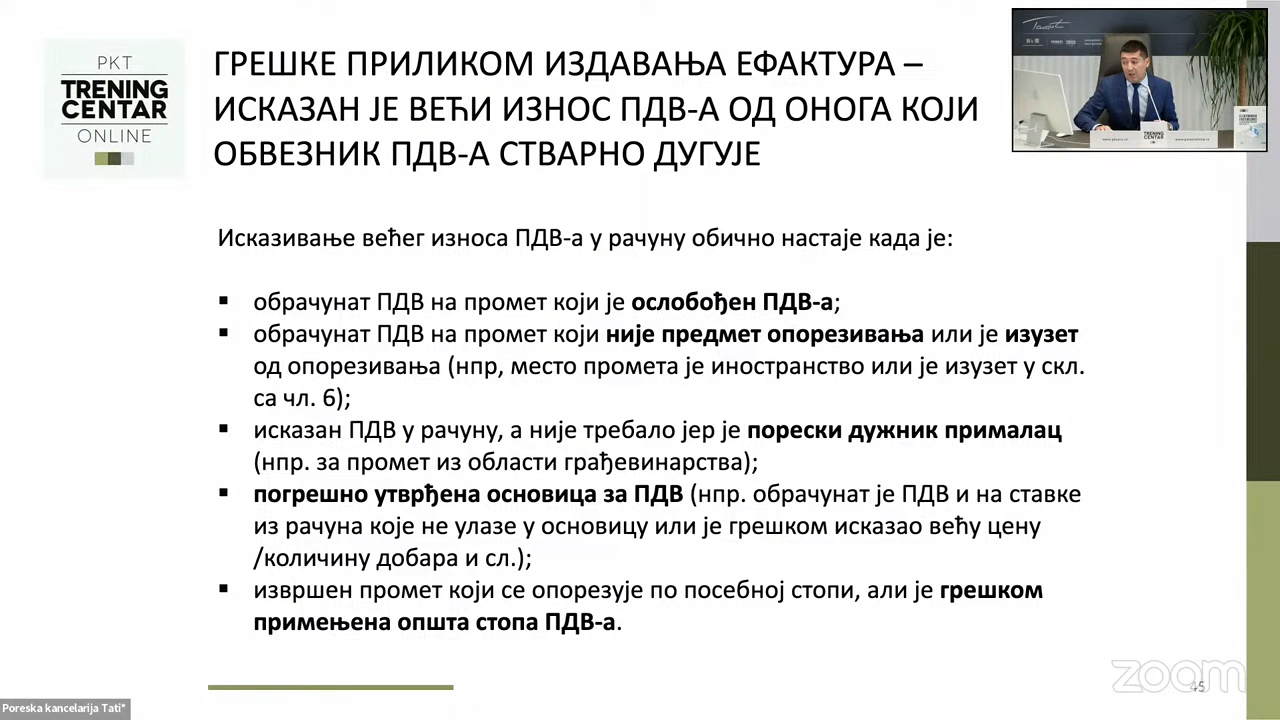 PKT
TRENING
CENTAR
ONLINE
ГРЕШКЕ ПРИЛИКОМ ИЗДАВАЊА ЕФАКТУРА –
ИСКАЗАН ЈЕ ВЕЋИ ИЗНОС ПДВ-А ОД ОНОГА КОЈИ
ОБВЕЗНИК ПДВ-А СТВАРНО ДУГУЈЕ
TRENING
CENTAR
Исказивање већег износа ПДВ-а у рачуну обично настаје када је:
▪ обрачунат ПДВ на промет који је ослобођен ПДВ-а;
▪ обрачунат ПДВ на промет који није предмет опорезивања или је изузет
од опорезивања (нпр, место промета је иностранство или је изузет у скл.
са чл. 6);
▪ исказан ПДВ у рачуну, а није требало јер је порески дужник прималац
(нпр. за промет из области грађевинарства);
▪ погрешно утврђена основица за ПДВ (нпр. обрачунат је ПДВ и на ставке
из рачуна које не улазе у основицу или је грешком исказао већу цену
/количину добара и сл.);
▪ извршен промет који се опорезује по посебној стопи, али је грешком
примењена општа стопа ПДВ-а.
zoom
45
Poreska kancelarija Tati*